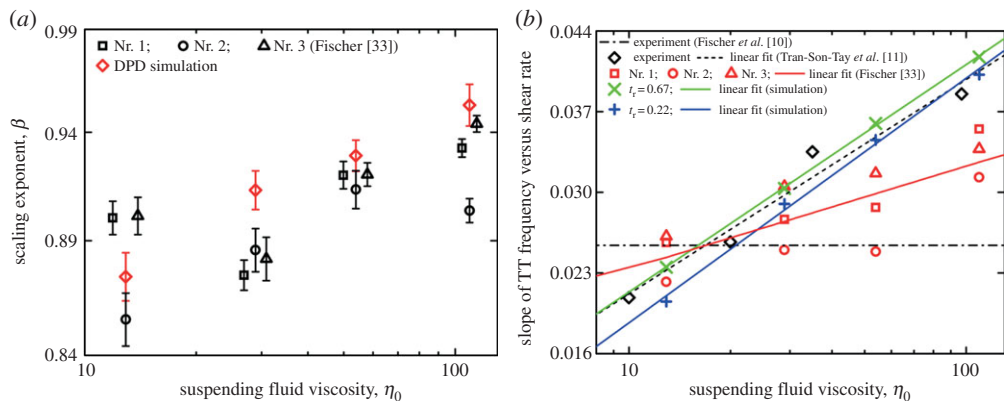 (a)
0.99
Nr. 1; Nr. 2; Nr. 3 (Fischer [33])
DPD simulation
0.94
0.89
0.84
scaling exponent, β
10 100
suspending fluid viscosity, η0
(b)
experiment (Fischer et al. [10])
experiment linear fit (Tran-Son-Tay et al. [11])
Nr. 1; Nr. 2; Nr. 3; linear fit (Fischer [33])
tr = 0.67; linear fit (simulation)
tr = 0.22; linear fit (simulation)
0.044
0.037
0.030
0.023
0.016
slope of TT frequency versus shear rate
10 100
suspending fluid viscosity, η0